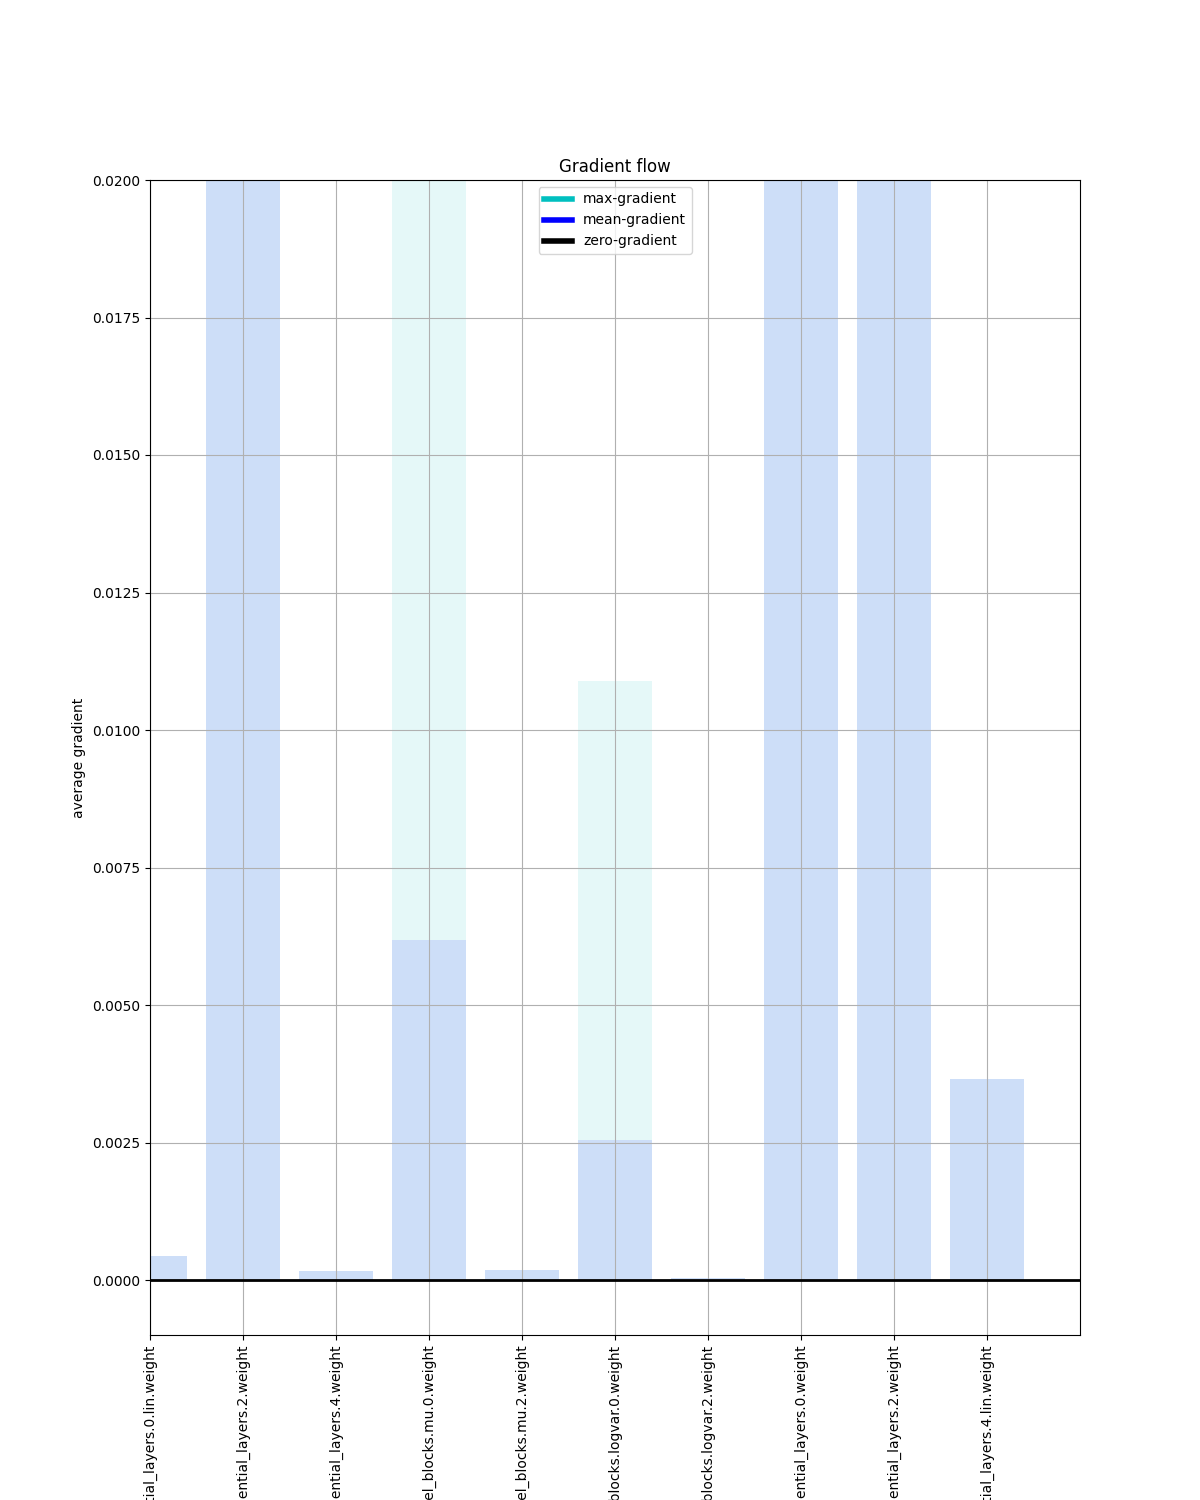 Gradient flow
max-gradient
mean-gradient
zero-gradient
0.0200
0.0175
0.0150
0.0125
0.0100
0.0075
0.0050
0.0025
0.0000
average gradient
tial_layers.0.lin.weight
ential_layers.2.weight
ential_layers.4.weight
el_blocks.mu.0.weight
el_blocks.mu.2.weight
blocks.logvar.0.weight
blocks.logvar.2.weight
ential_layers.0.weight
ential_layers.2.weight
tial_layers.4.lin.weight